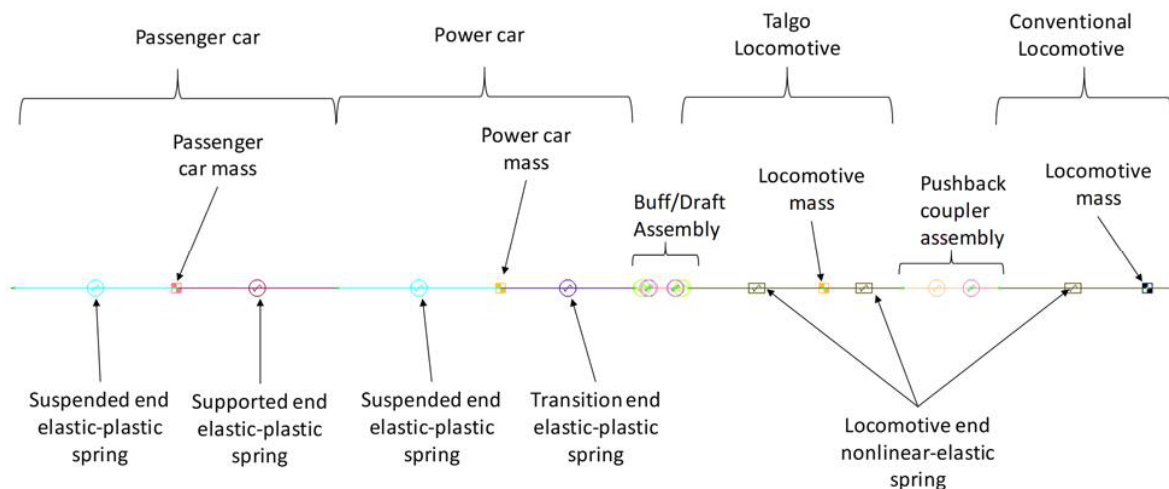 Passenger car
Power car
Talgo
Locomotive
Conventional
Locomotive
Passenger
car mass
Power car
mass
Buff/Draft
Assembly
Locomotive
mass
Pushback
coupler
assembly
Locomotive
mass
Suspended end
elastic-plastic
spring
Supported end
elastic-plastic
spring
Suspended end
elastic-plastic
spring
Transition end
elastic-plastic
spring
Locomotive end
nonlinear-elastic
spring